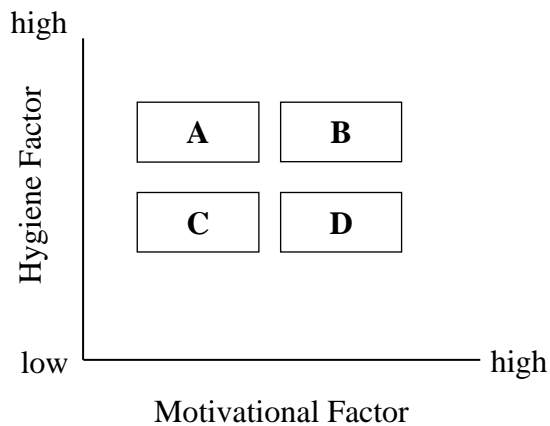 high
Hygiene Factor
A B
C D
low high
Motivational Factor